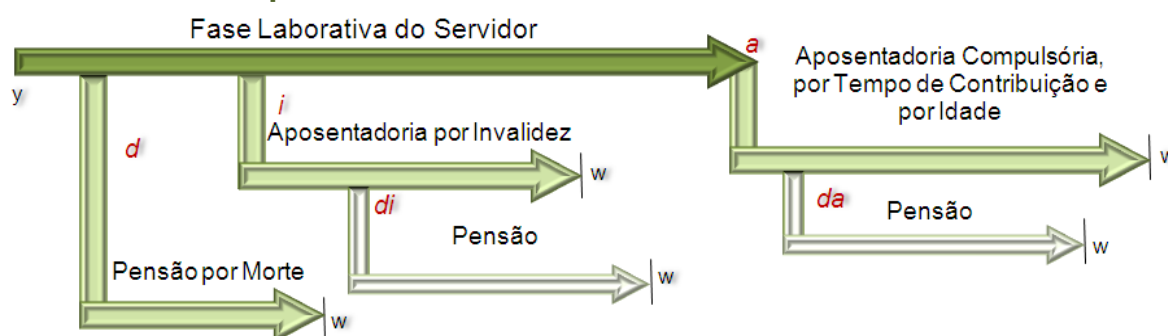 Fase Laborativa do Servidor
a
Aposentadoria Compulsória,
por Tempo de Contribuição e
por Idade
y
i
d
Aposentadoria por Invalidez
w
w
di
da
Pensão
Pensão
w
Pensão por Morte
w
w